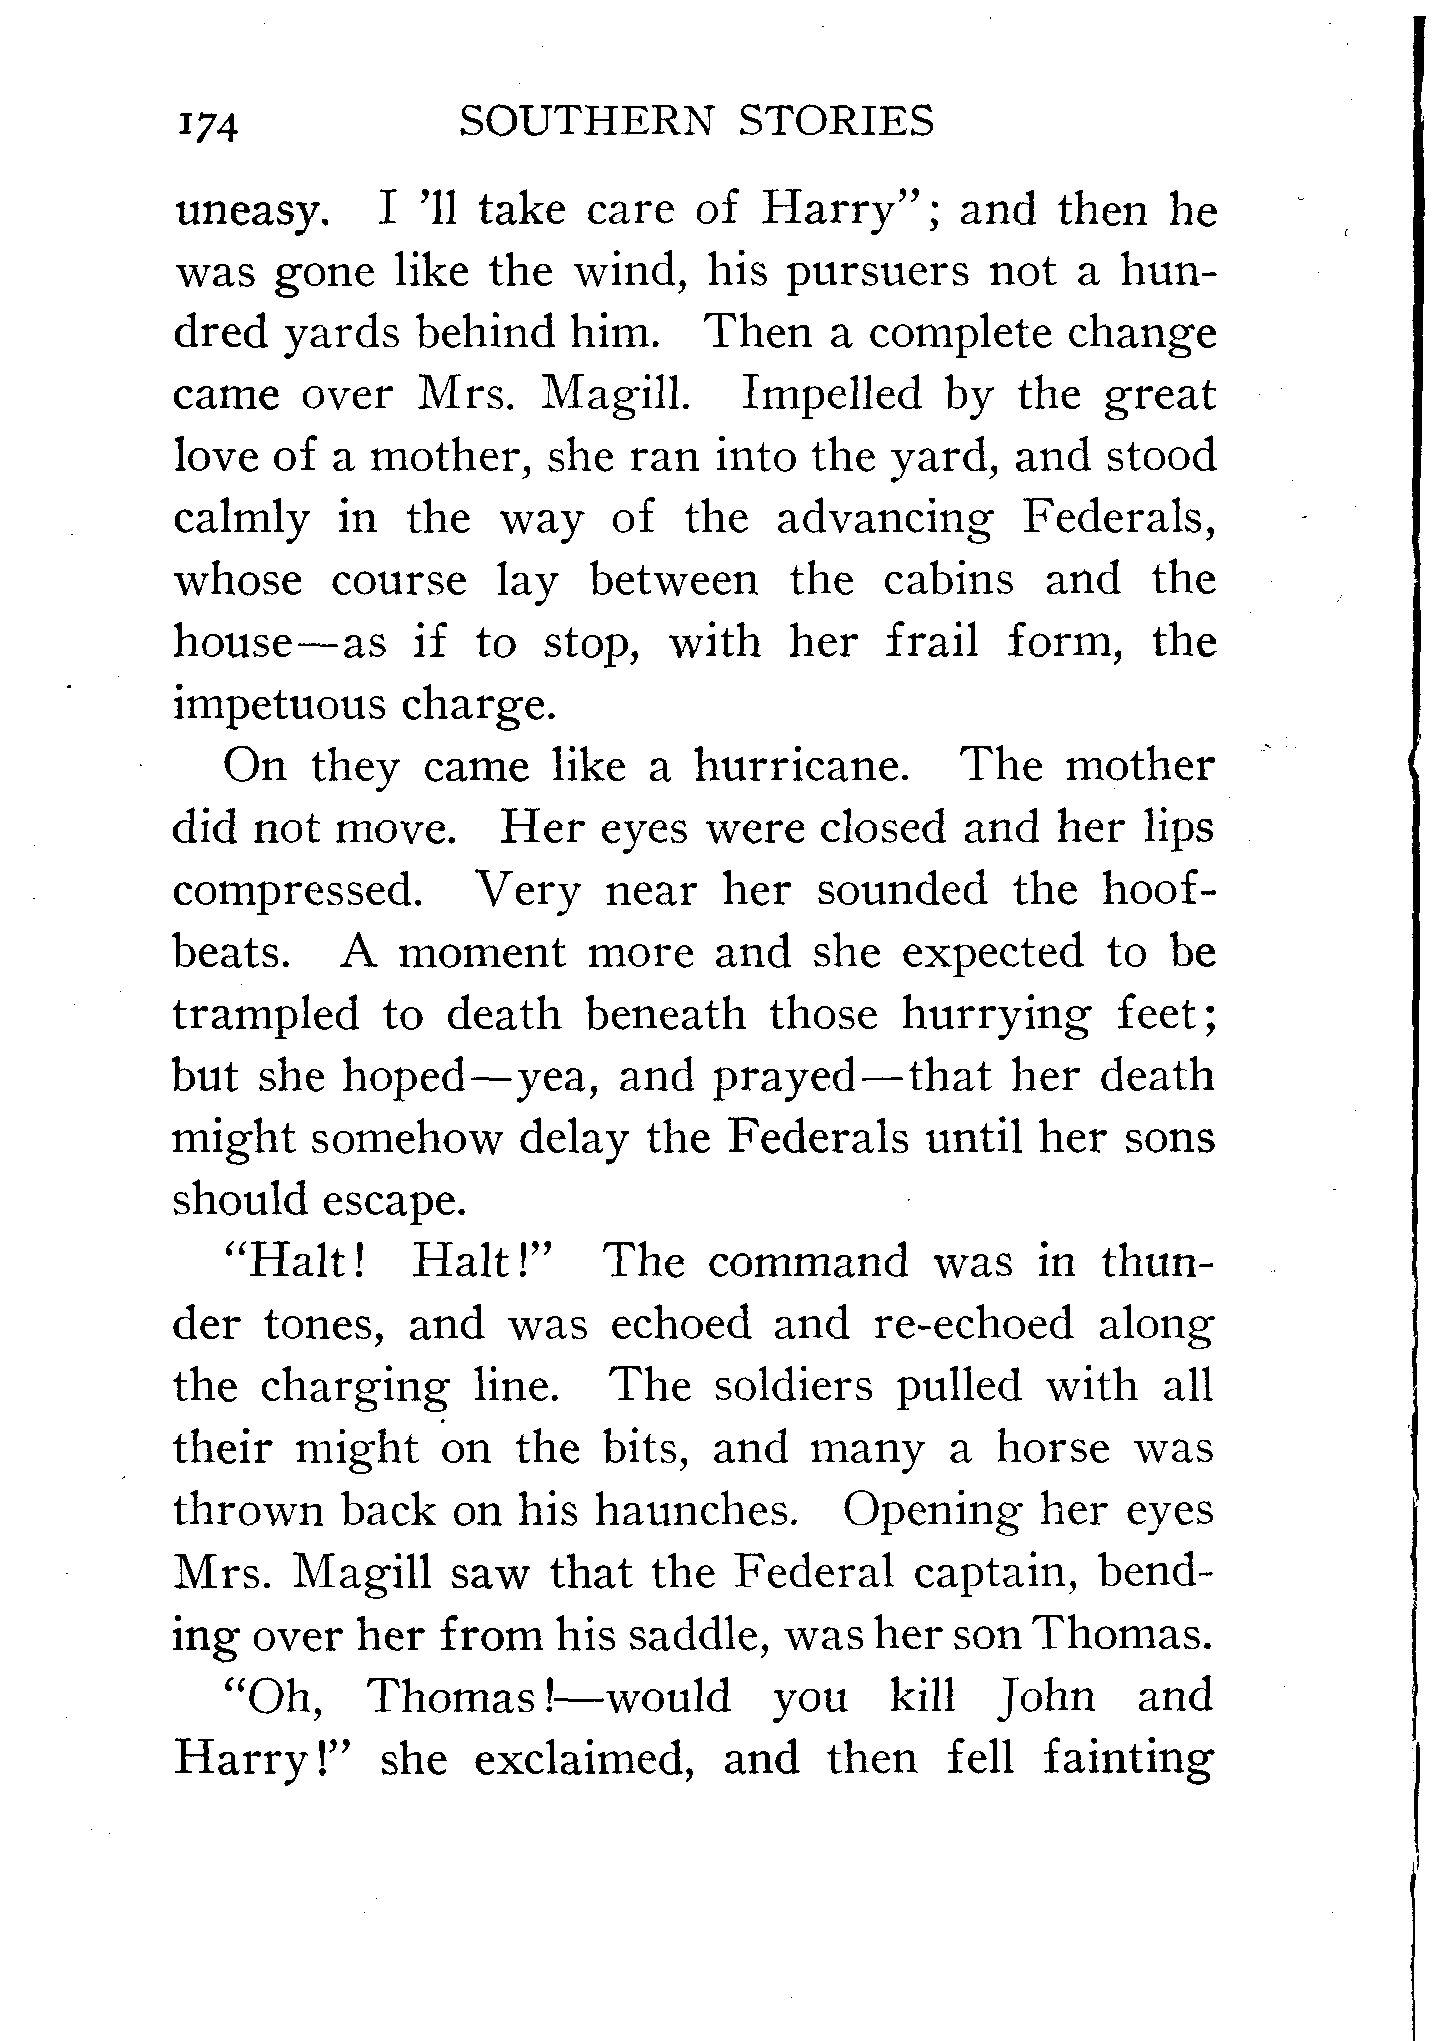 174 SOUTHERN STORIES
uneasy. I 'll take care of Harry”; and then he
was gone like the wind, his pursuers not a hun-
dred yards behind him. Then a complete change
came over Mrs. Magill. Impelled by the great
love of a mother, she ran into the yard, and stood
calmly in the way of the advancing Federals,
whose course lay between the cabins and the
house—as if to stop, with her frail form, the
impetuous charge.
On they came like a hurricane. The mother
did not move. Her eyes were closed and her lips
compressed. Very near her sounded the hoof-
beats. A moment more and she expected to be
trampled to death beneath those hurrying feet;
but she hoped—yea, and prayed—that her death
might somehow delay the Federals until her sons
should escape.
“Halt! Halt!” The command was in thun-
der tones, and was echoed and re-echoed along
the charging line. The soldiers pulled with all
their might on the bits, and many a horse was
thrown back on his haunches. Opening her eyes
Mrs. Magill saw that the Federal captain, bend-
ing over her from his saddle, was her son Thomas.
“Oh, Thomas!—would you kill John and
Harry!” she exclaimed, and then fell fainting